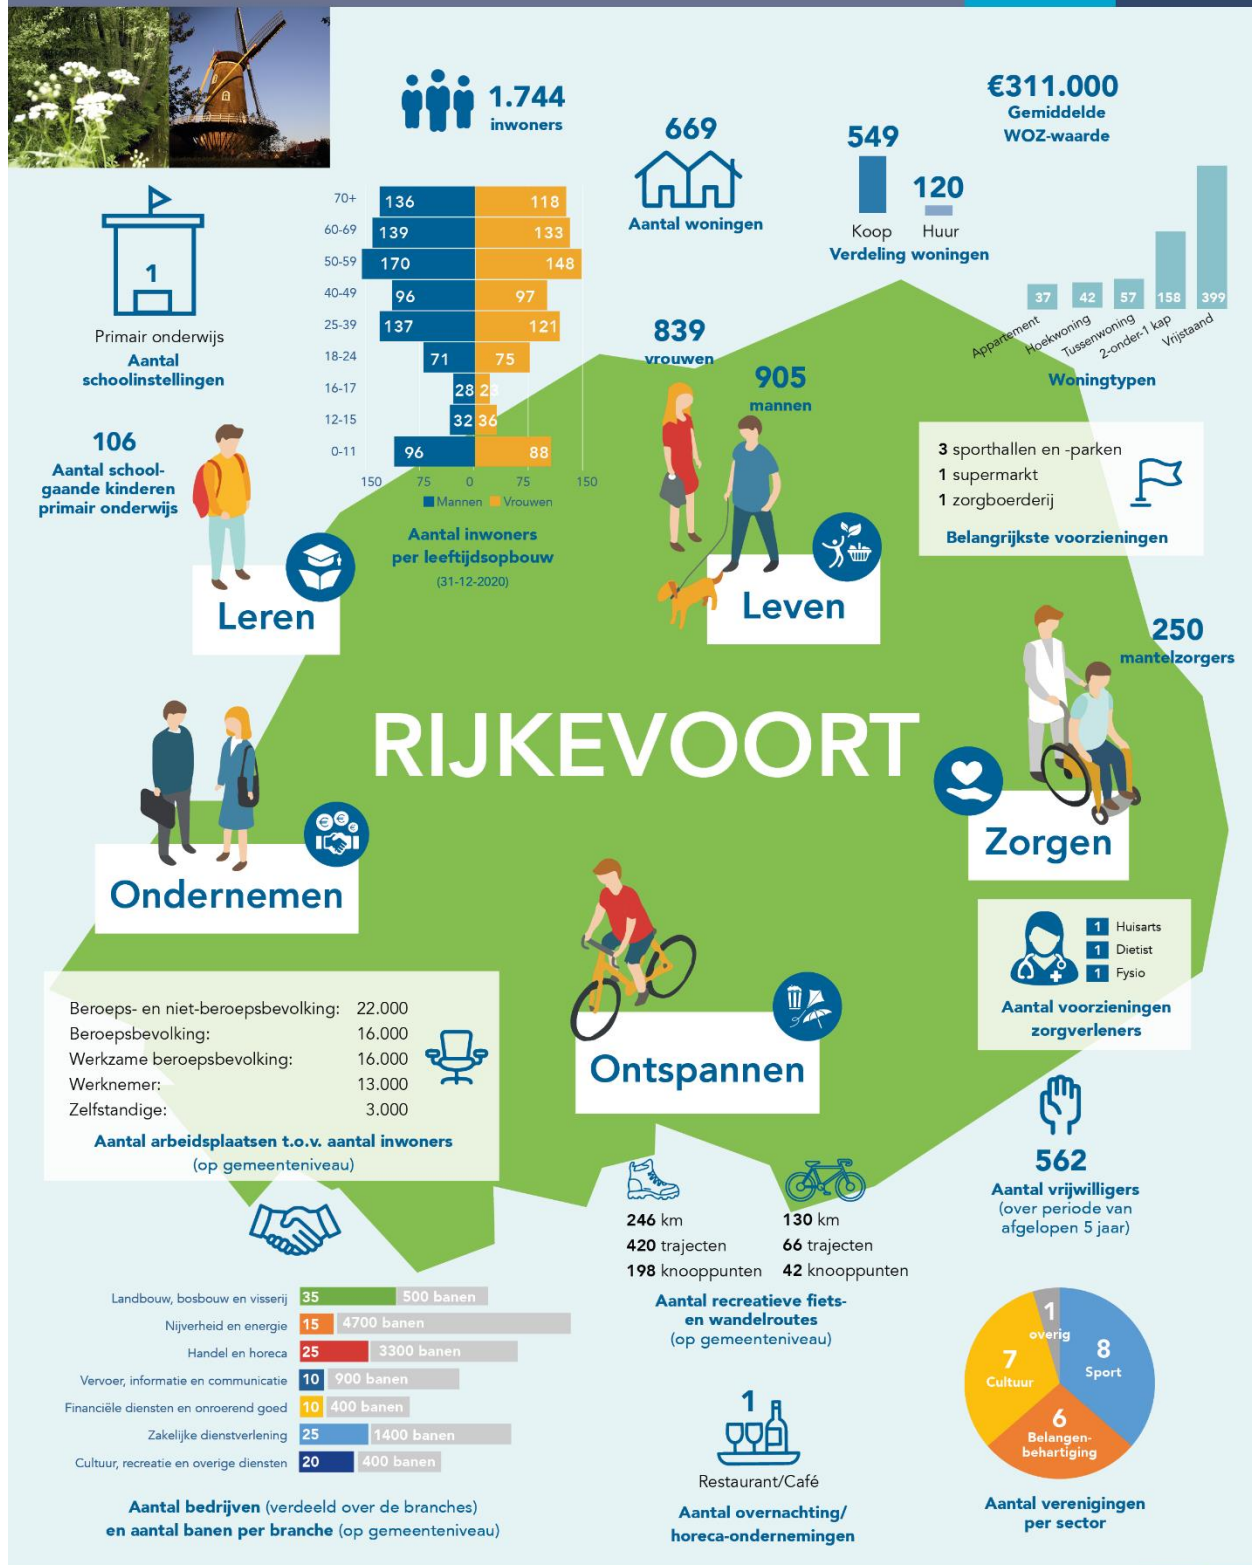 1.744
inwoners
€311.000
Gemiddelde
WOZ-waarde
669
Aantal woningen
549
120
Koop
Huur
Verdeling woningen
37
42
57
158
399
Appartement
Hoekwoning
Tussenwoning
2-onder-1 kap
Vrijstaand
Woningtypen
1
Primair onderwijs
Aantal
schoolinstellingen
106
Aantal school-
gaande kinderen
primair onderwijs
70+ 136 118
60-69 139 133
50-59 170 148
40-49 96 97
25-39 137 121
18-24 71 75
16-17 28 23
12-15 32 36
0-11 96 88
150 75 0 75 150
Mannen Vrouwen
Aantal inwoners
per leeftijdsopbouw
(31-12-2020)
839
vrouwen
905
mannen
3 sporthallen en -parken
1 supermarkt
1 zorgboerderij
Belangrijkste voorzieningen
Leren
Leven
250
mantelzorgers
RIJKEVOORT
Zorgen
Ondernemen
1 Huisarts
1 Dietist
1 Fysio
Aantal voorzieningen
zorgverleners
Ontspannen
Beroeps- en niet-beroepsbevolking: 22.000
Beroepsbevolking: 16.000
Werkzame beroepsbevolking: 16.000
Werknemer: 13.000
Zelfstandige: 3.000
Aantal arbeidsplaatsen t.o.v. aantal inwoners
(op gemeenteniveau)
562
Aantal vrijwilligers
(over periode van
afgelopen 5 jaar)
246 km
420 trajecten
198 knooppunten
130 km
66 trajecten
42 knooppunten
Aantal recreatieve fiets-
en wandelroutes
(op gemeenteniveau)
Landbouw, bosbouw en visserij 35 500 banen
Nijverheid en energie 15 4700 banen
Handel en horeca 25 3300 banen
Vervoer, informatie en communicatie 10 900 banen
Financiële diensten en onroerend goed 10 400 banen
Zakelijke dienstverlening 25 1400 banen
Cultuur, recreatie en overige diensten 20 400 banen
Aantal bedrijven (verdeeld over de branches)
en aantal banen per branche (op gemeenteniveau)
1
Restaurant/Café
Aantal overnachting/
horeca-ondernemingen
1
overig
8
Sport
7
Cultuur
6
Belangen-
behartiging
Aantal verenigingen
per sector